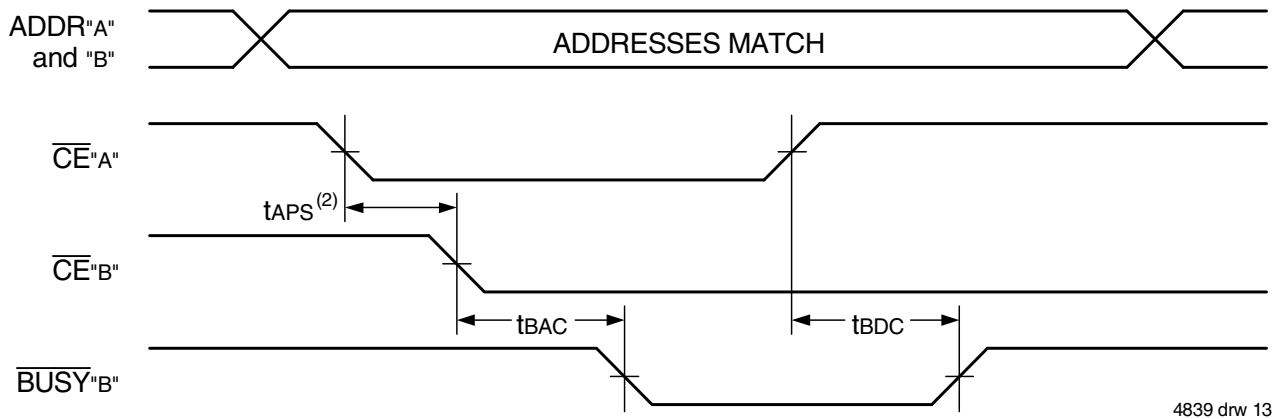 ADDR"A"
and "B"
ADDRESSES MATCH
CE"A"
tAPS(2)
CE"B"
tBAC
tBDC
BUSY"B"
4839 drw 13